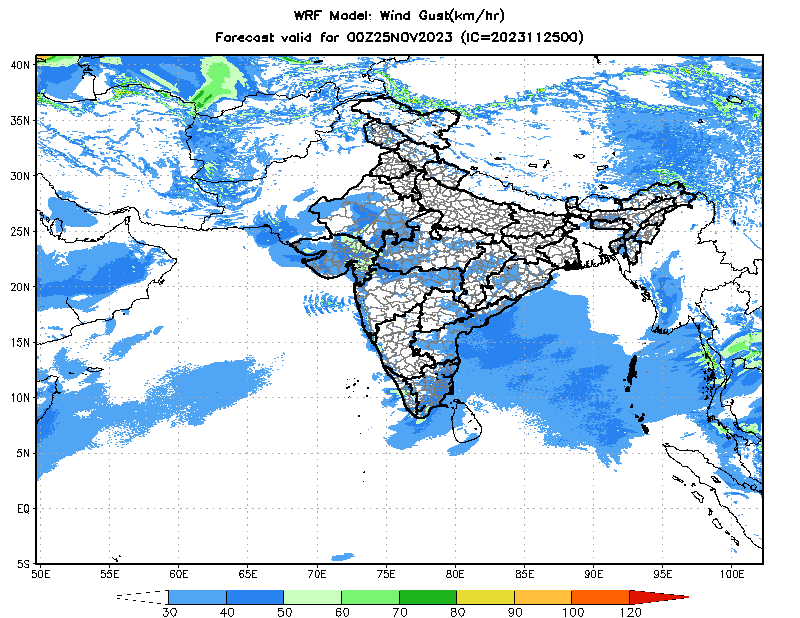 WRF Model: Wind Gust(km/hr)
Forecast valid for 00Z25NOV2023 (IC=2023112500)
40N
35N
30N
25N
20N
15N
10N
5N
EQ
5S
50E 55E 60E 65E 70E 75E 80E 85E 90E 95E 100E
30 40 50 60 70 80 90 100 120